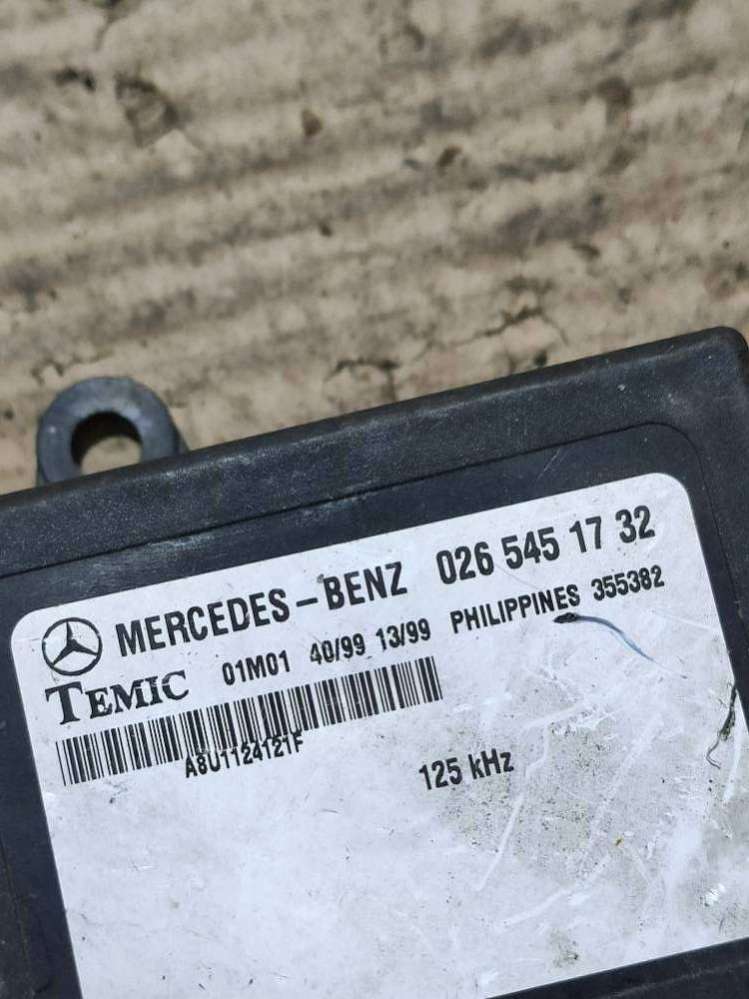 MERCEDES-BENZ 026 545 17 32
TEMIC 01M01 40/99 13/99 PHILIPPINES 355382
A8U1124121F
125 kHz